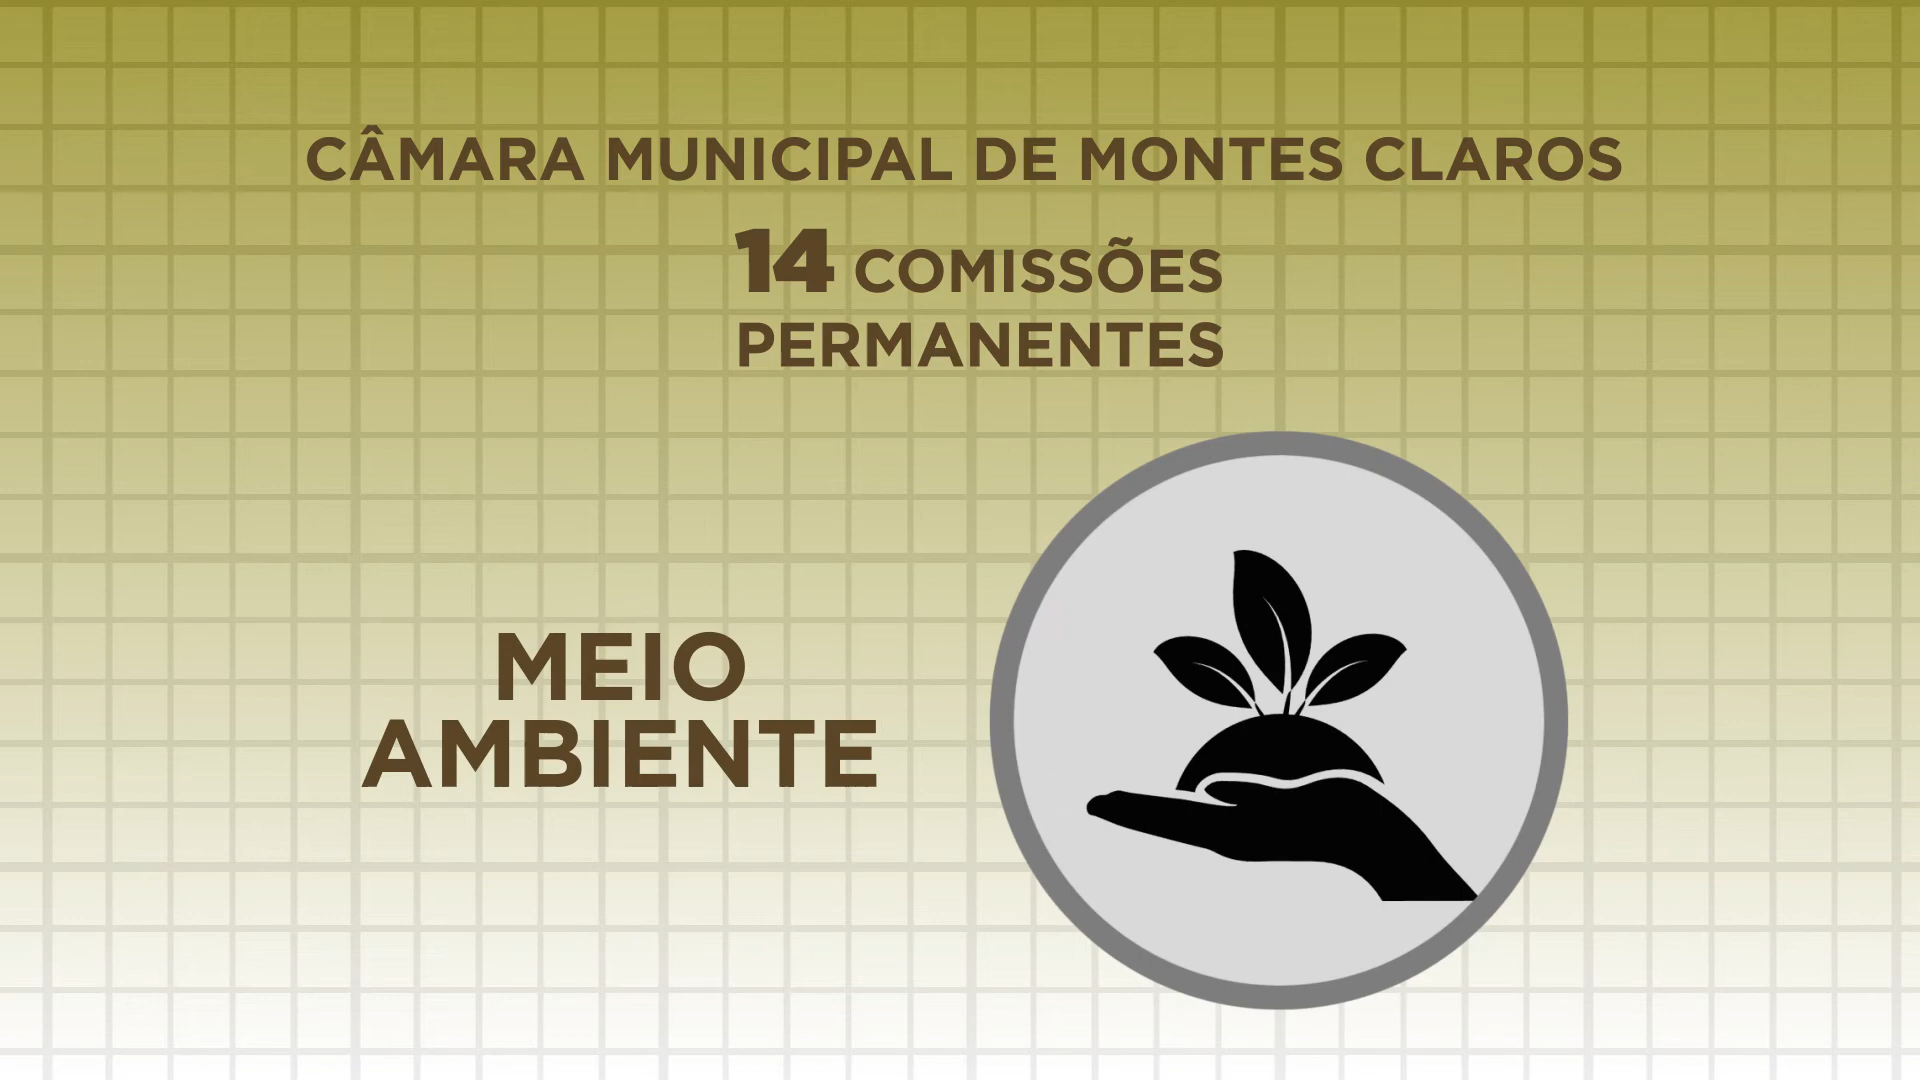 CÂMARA MUNICIPAL DE MONTES CLAROS
14 COMISSÕES
PERMANENTES
MEIO
AMBIENTE